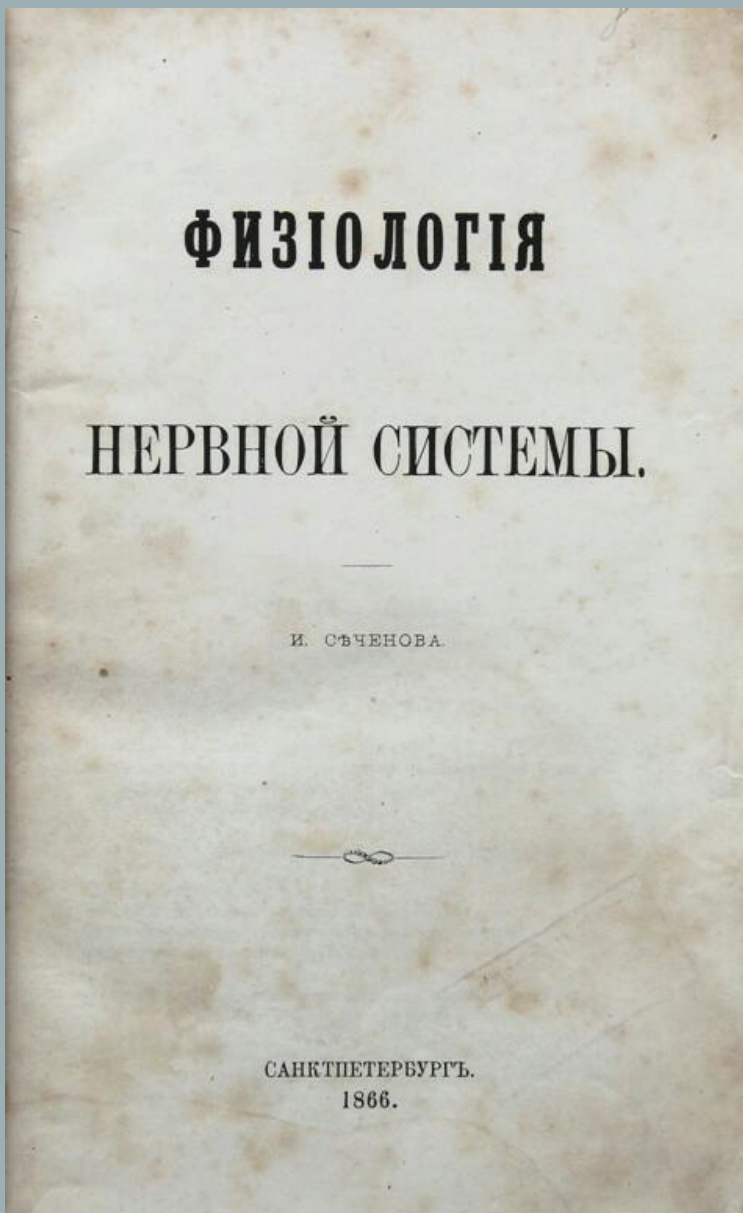 ФИЗІОЛОГІЯ
НЕРВНОЙ СИСТЕМЫ.
И. СѢЧЕНОВА.
САНКТПЕТЕРБУРГЪ.
1866.